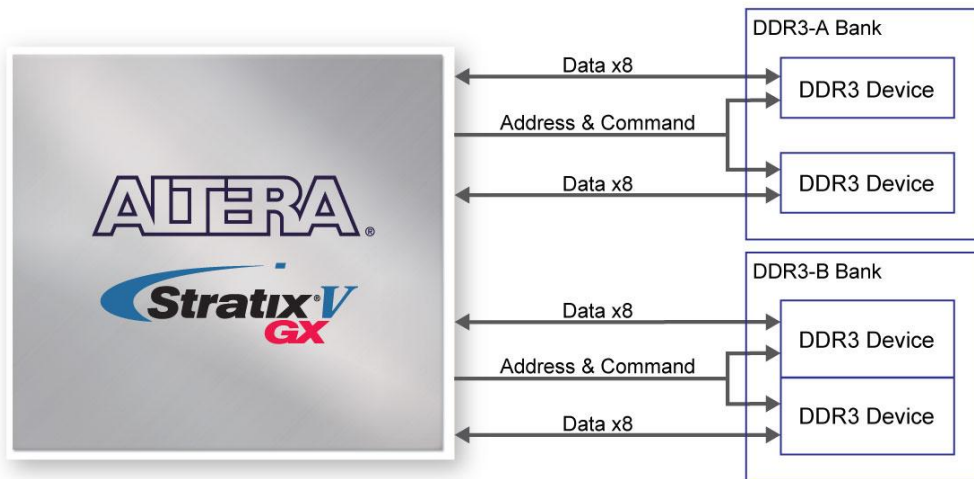 DDR3-A Bank
Data x8
DDR3 Device
Address & Command
Data x8
DDR3 Device
ALTERA®
Stratix® V
GX
DDR3-B Bank
Data x8
DDR3 Device
Address & Command
Data x8
DDR3 Device